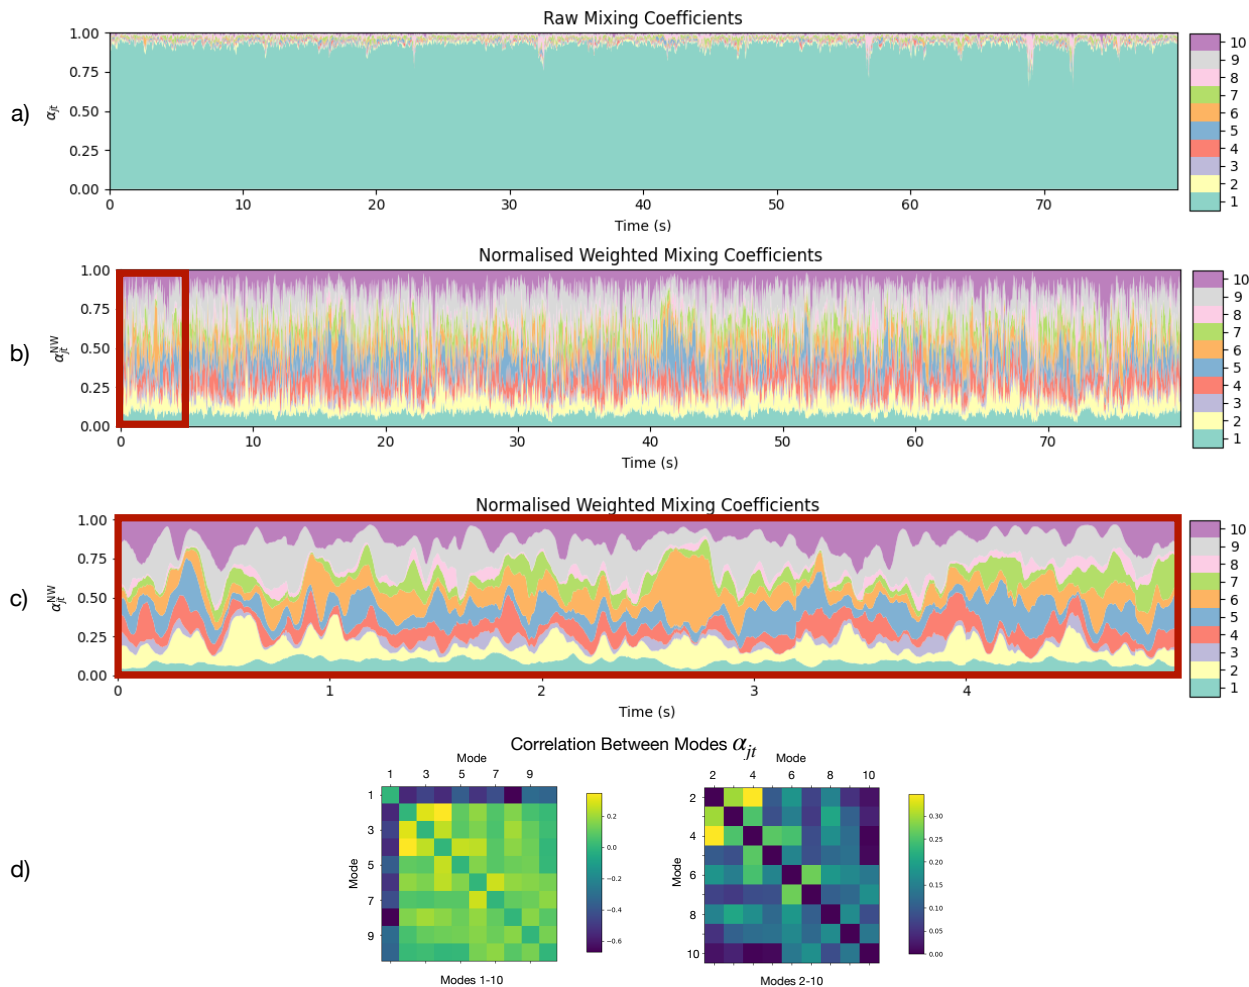 Raw Mixing Coefficients
a)
α_jt
1.00
0.75
0.50
0.25
0.00
0 10 20 30 40 50 60 70
Time (s)
10
9
8
7
6
5
4
3
2
1
Normalised Weighted Mixing Coefficients
b)
α_jt^NW
1.00
0.75
0.50
0.25
0.00
0 10 20 30 40 50 60 70
Time (s)
10
9
8
7
6
5
4
3
2
1
Normalised Weighted Mixing Coefficients
c)
α_jt^NW
1.00
0.75
0.50
0.25
0.00
0 1 2 3 4
Time (s)
10
9
8
7
6
5
4
3
2
1
Correlation Between Modes α_jt
d)
Mode
1 3 5 7 9
Mode
1
3
5
7
9
0.2
0.0
−0.2
−0.4
−0.6
Modes 1-10
Mode
2 4 6 8 10
Mode
2
4
6
8
10
0.30
0.25
0.20
0.15
0.10
0.05
0.00
Modes 2-10